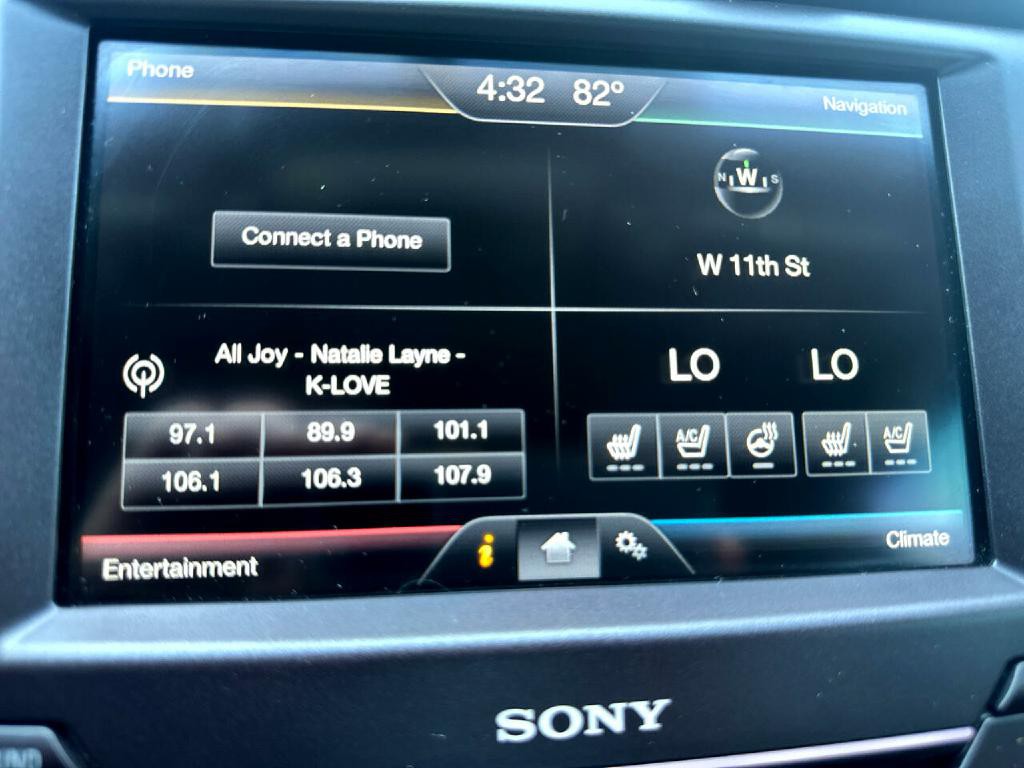 Phone
4:32 82°
Navigation
N W S
Connect a Phone
W 11th St
All Joy - Natalie Layne -
K-LOVE
LO LO
97.1 89.9 101.1
106.1 106.3 107.9
A/C A/C
Entertainment
i
Climate
SONY